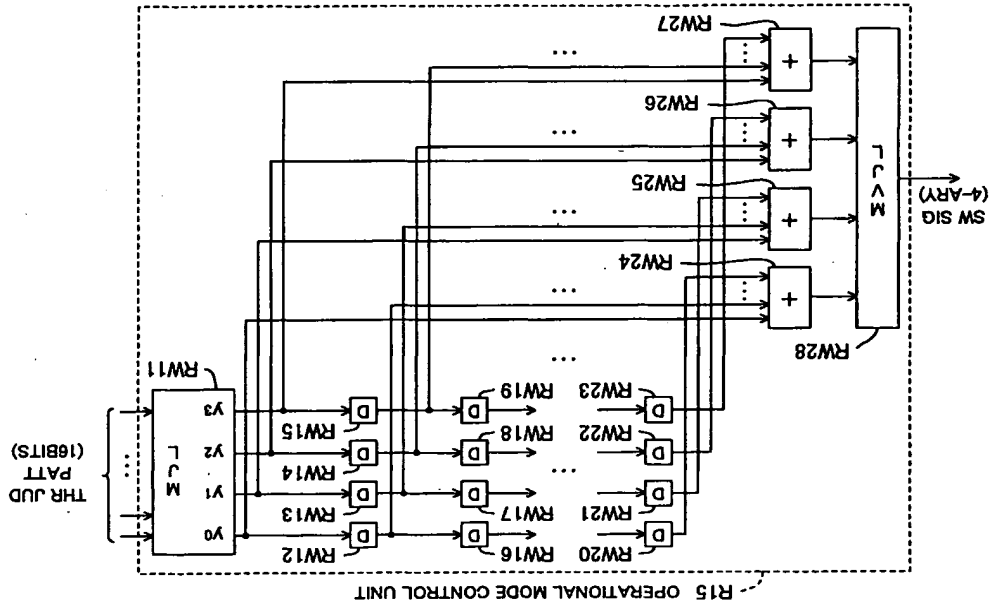 R15 OPERATIONAL MODE CONTROL UNIT
THR JUD
PATT
(16BITS)
...
M
J
L
y0
y1
y2
y3
RW11
RW12
D
RW16
D
RW20
D
RW13
D
RW17
D
RW21
D
...
RW14
D
RW18
D
RW22
D
RW15
D
RW19
D
RW23
D
...
RW28
M
V
J
L
RW24
+
...
...
RW25
+
...
...
RW26
+
...
...
RW27
+
...
...
SW SIG
(4-ARY)